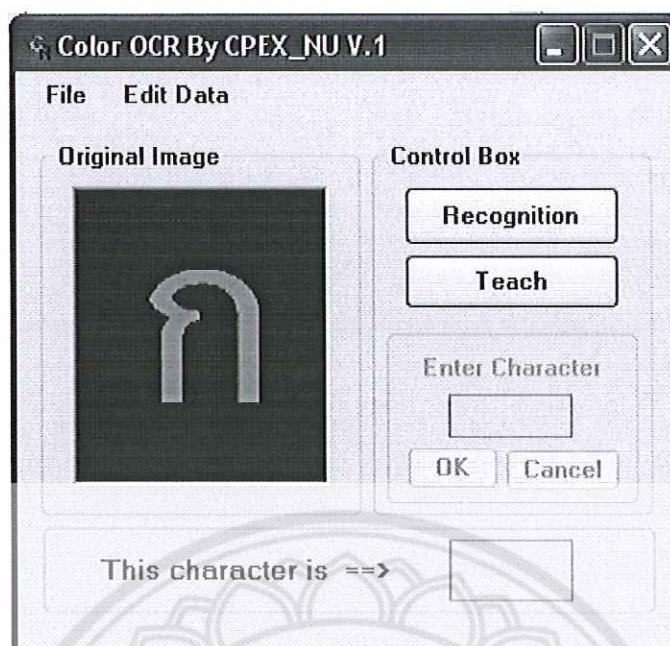 Color OCR By CPEX_NU V.1
File Edit Data
Original Image
ก
Control Box
Recognition
Teach
Enter Character
OK Cancel
This character is ==>